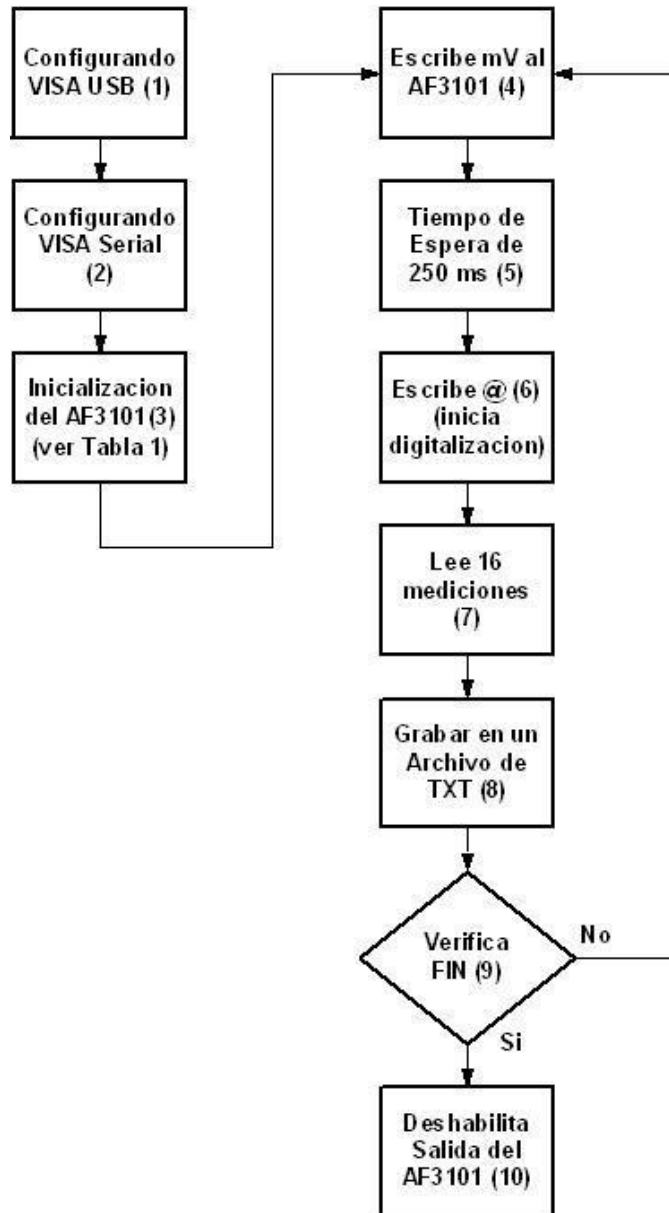 Configurando
VISA USB (1)
Configurando
VISA Serial
(2)
Inicializacion
del AF3101(3)
(ver Tabla 1)
Escribe mV al
AF3101 (4)
Tiempo de
Espera de
250 ms (5)
Escribe @ (6)
(inicia
digitalizacion)
Lee 16
mediciones
(7)
Grabar en un
Archivo de
TXT (8)
Verifica
FIN (9)
No
Si
Deshabilita
Salida del
AF3101 (10)